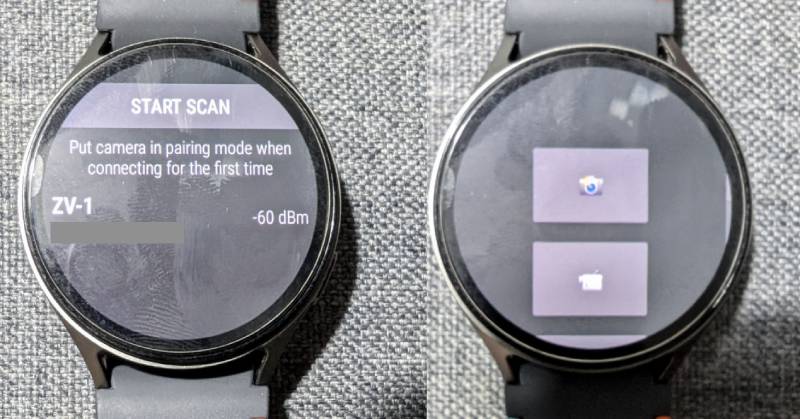 START SCAN
Put camera in pairing mode when
connecting for the first time
ZV-1
-60 dBm